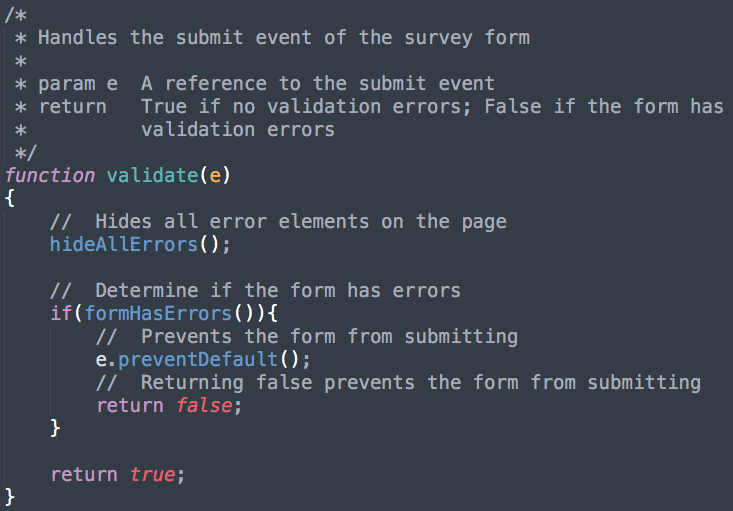 /*
 * Handles the submit event of the survey form
 *
 * param e  A reference to the submit event
 * return   True if no validation errors; False if the form has
 *          validation errors
 */
function validate(e)
{
    //  Hides all error elements on the page
    hideAllErrors();

    //  Determine if the form has errors
    if(formHasErrors()){
        //  Prevents the form from submitting
        e.preventDefault();
        //  Returning false prevents the form from submitting
        return false;
    }

    return true;
}